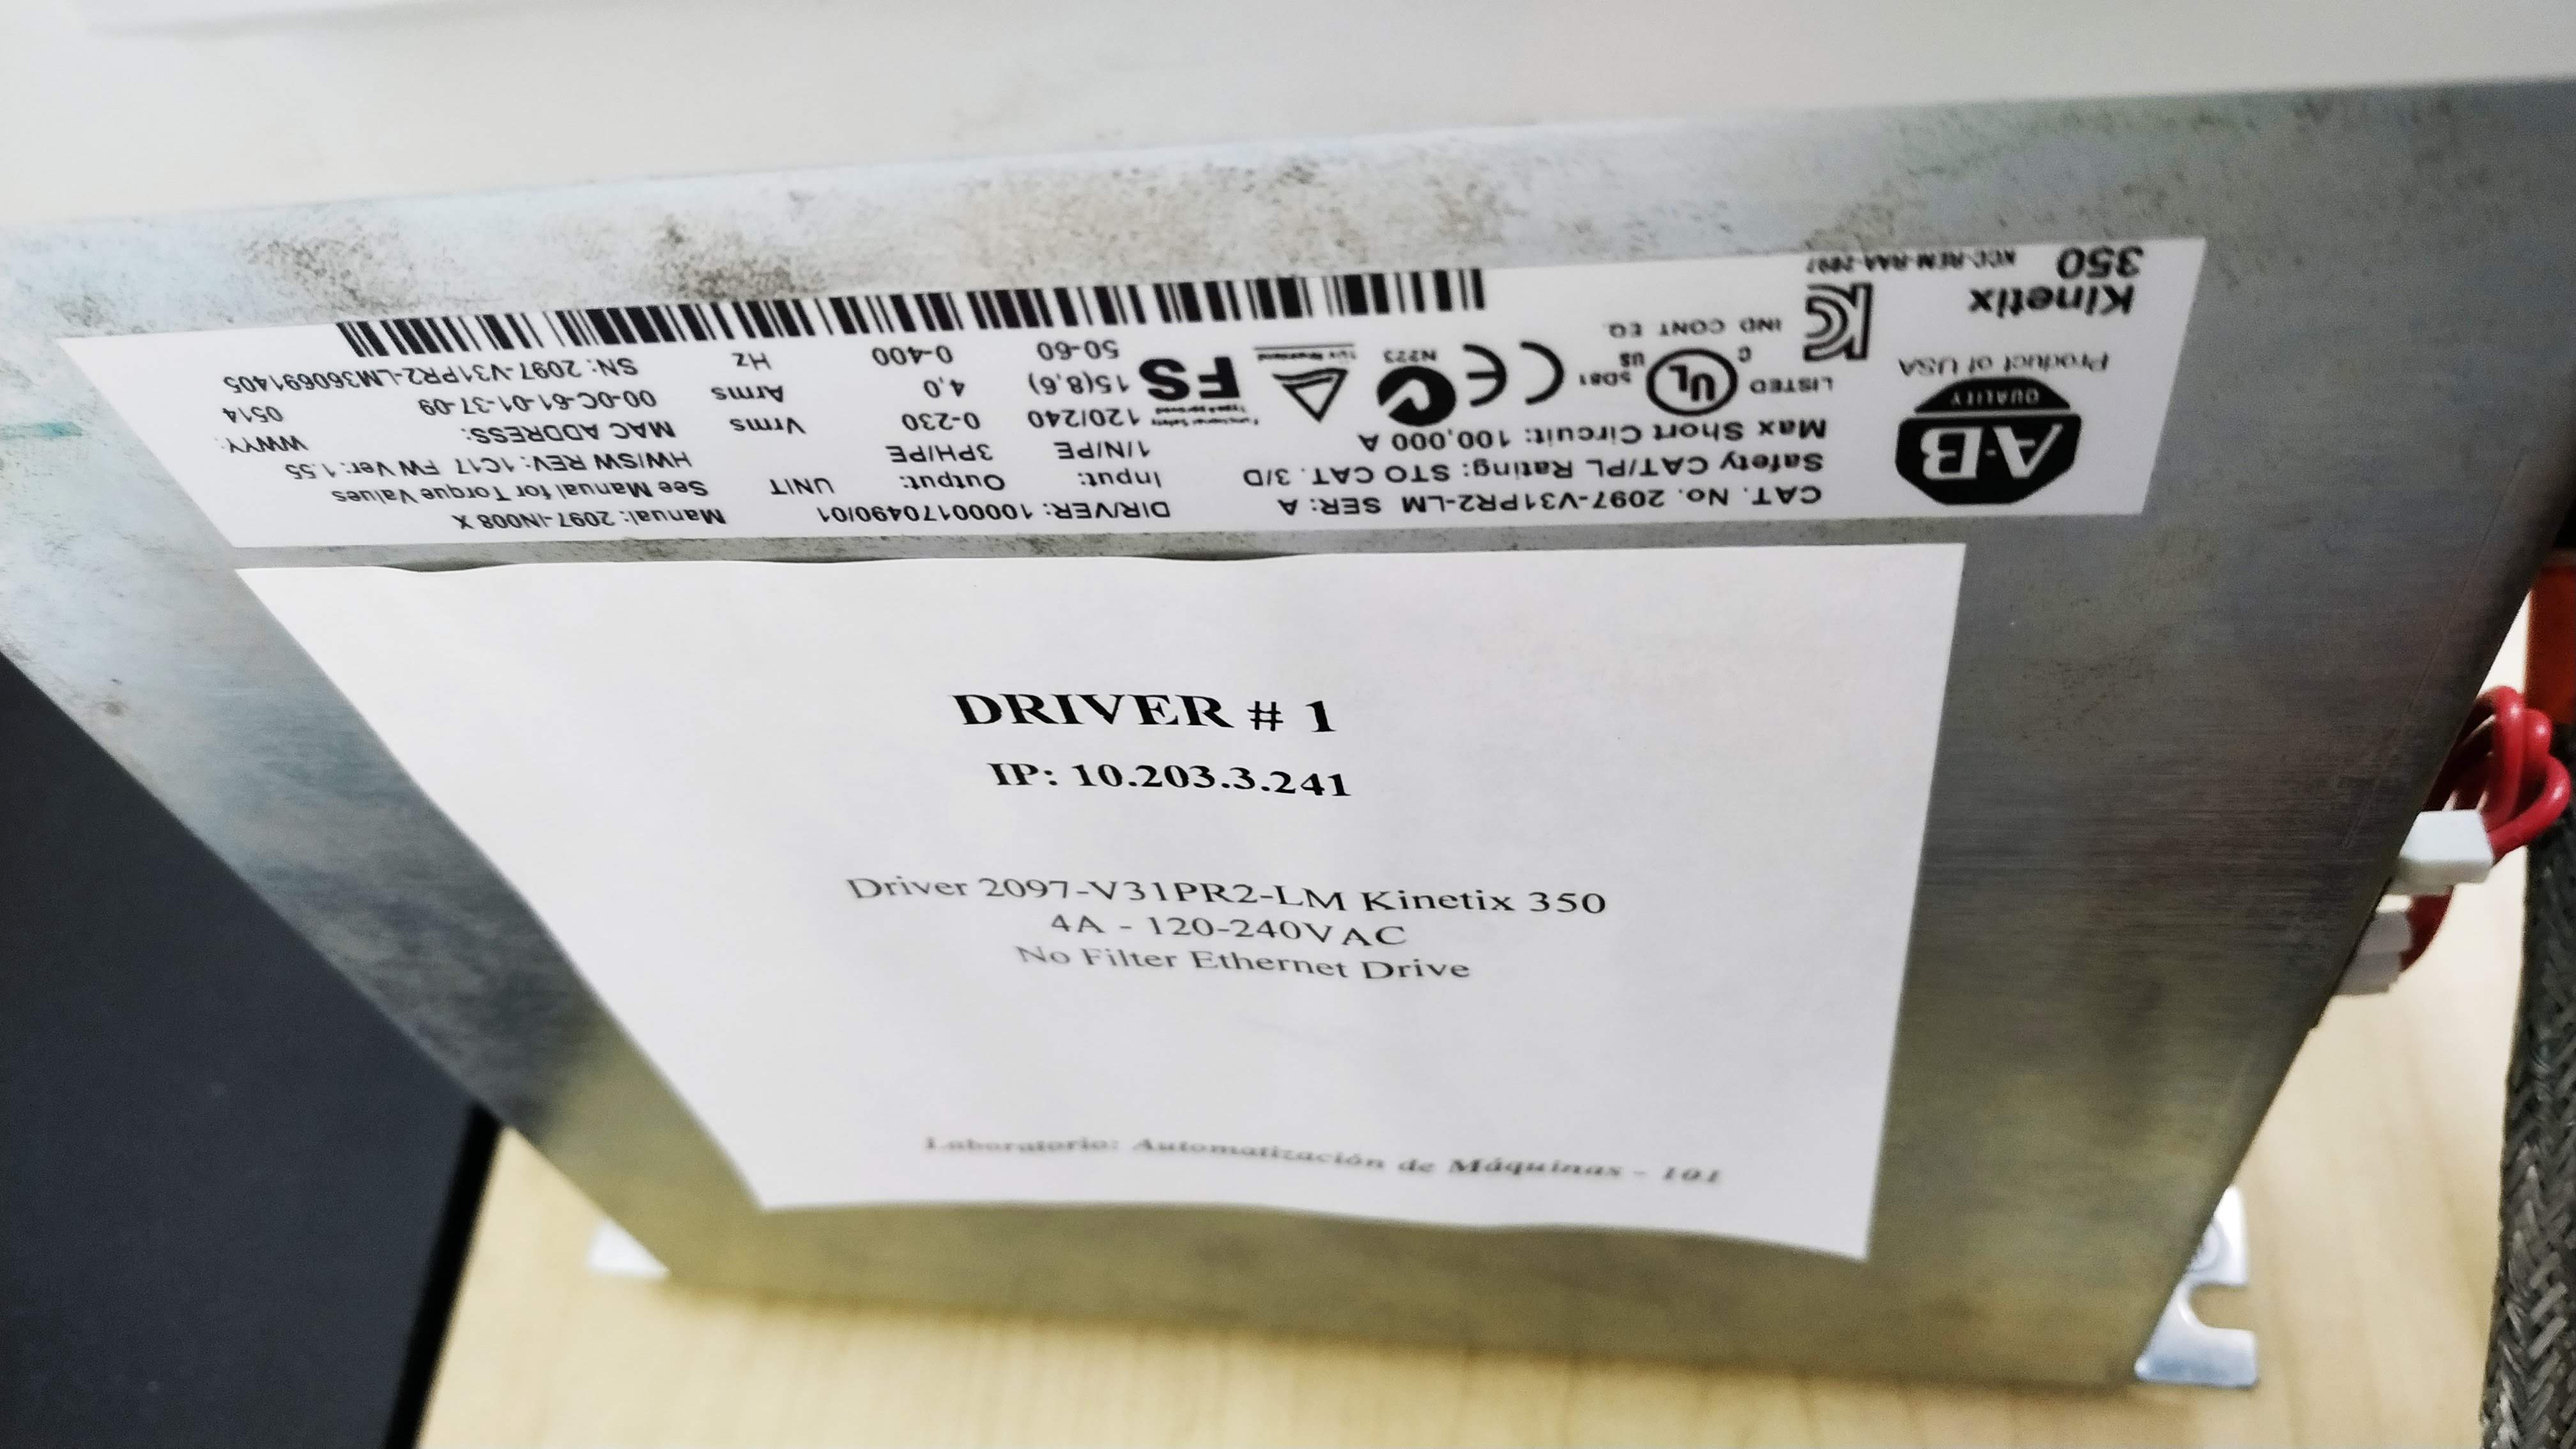 Kinetix
350
KCC-REM-RAA-2097
A-B
QUALITY
Product of USA
CAT. No. 2097-V31PR2-LM SER: A
Safety CAT/PL Rating: STO CAT. 3/D
Max Short Circuit: 100,000 A
LISTED
C UL US
5D81
IND CONT EQ
CE
N223
FS
DIR/VER: 10000170490/01
Input: Output: UNIT
1/N/PE 3PH/PE
120/240 0-230 Vrms
15(8,6) 4,0 Arms
50-60 0-400 Hz
Manual: 2097-IN008 X
See Manual for Torque Values
HW/SW REV: 1C17 FW Ver: 1.55
MAC ADDRESS: WWYY:
00-0C-61-01-37-09 0514
SN: 2097-V31PR2-LM360691405
DRIVER # 1
IP: 10.203.3.241
Driver 2097-V31PR2-LM Kinetix 350
4A - 120-240VAC
No Filter Ethernet Drive
Laboratorio: Automatización de Máquinas - 101